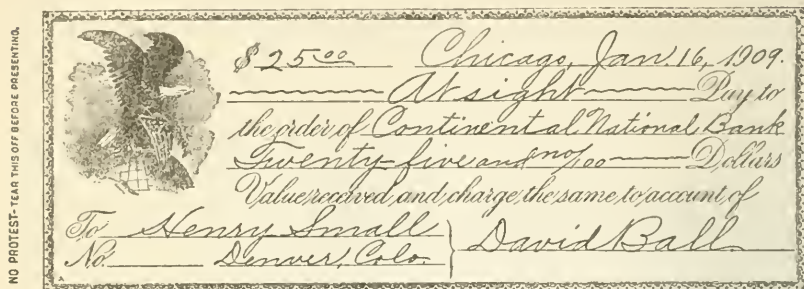 NO PROTEST-TEAR THIS OFF BEFORE PRESENTING.
$25 00 Chicago, Jan. 16, 1909.
At sight Pay to
the order of Continental National Bank
Twenty-five and no/100 Dollars
Value received and charge the same to account of
To Henry Small
No. Denver, Colo.
David Ball